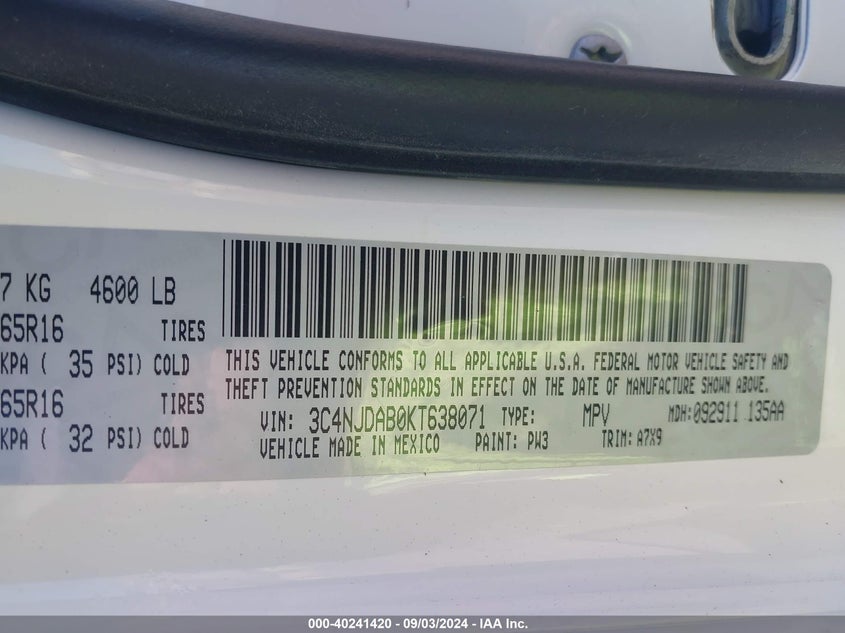 7 KG 4600 LB
65R16 TIRES
KPA ( 35 PSI) COLD
65R16 TIRES
KPA ( 32 PSI) COLD
THIS VEHICLE CONFORMS TO ALL APPLICABLE U.S.A. FEDERAL MOTOR VEHICLE SAFETY AND
THEFT PREVENTION STANDARDS IN EFFECT ON THE DATE OF MANUFACTURE SHOWN ABOVE.
VIN: 3C4NJDAB0KT638071 TYPE: MPV MDH: 092911 135AA
VEHICLE MADE IN MEXICO PAINT: PW3 TRIM: A7X9
000-40241420 - 09/03/2024 - IAA Inc.